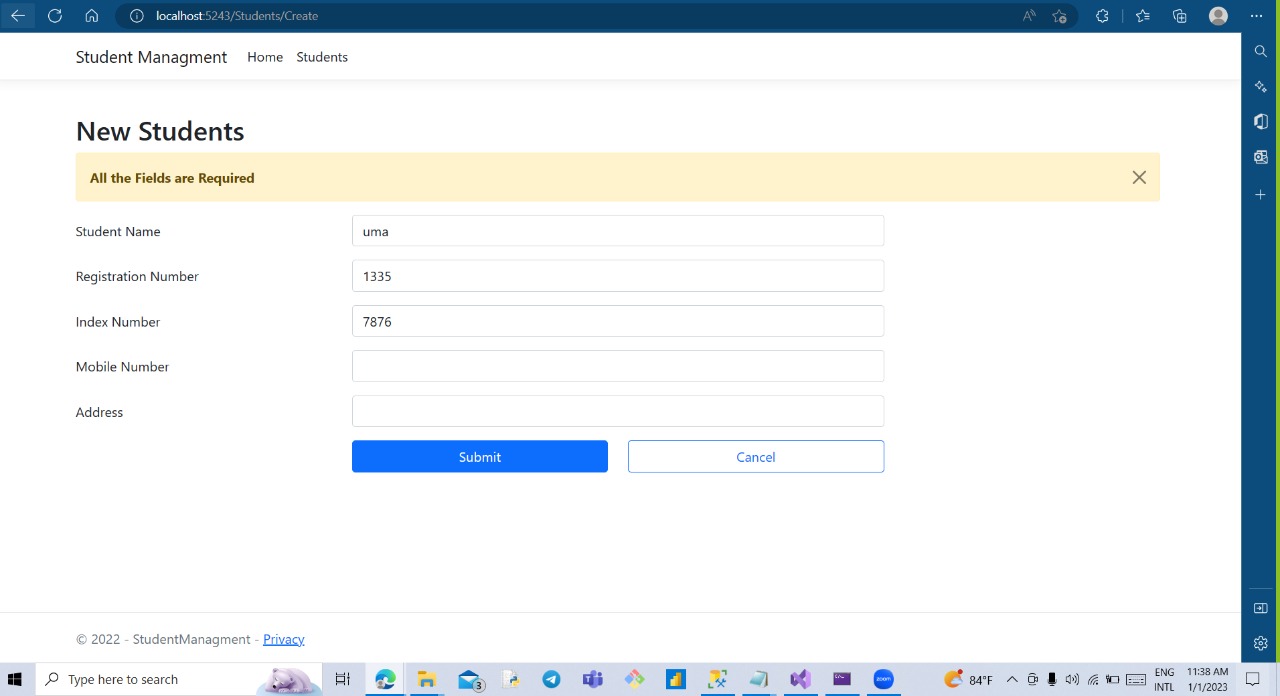 localhost:5243/Students/Create
Student Managment Home Students
New Students
All the Fields are Required
Student Name uma
Registration Number 1335
Index Number 7876
Mobile Number
Address
Submit Cancel
© 2022 - StudentManagment - Privacy
Type here to search
3
zoom
84°F
ENG
INTL
11:38 AM
1/1/2023